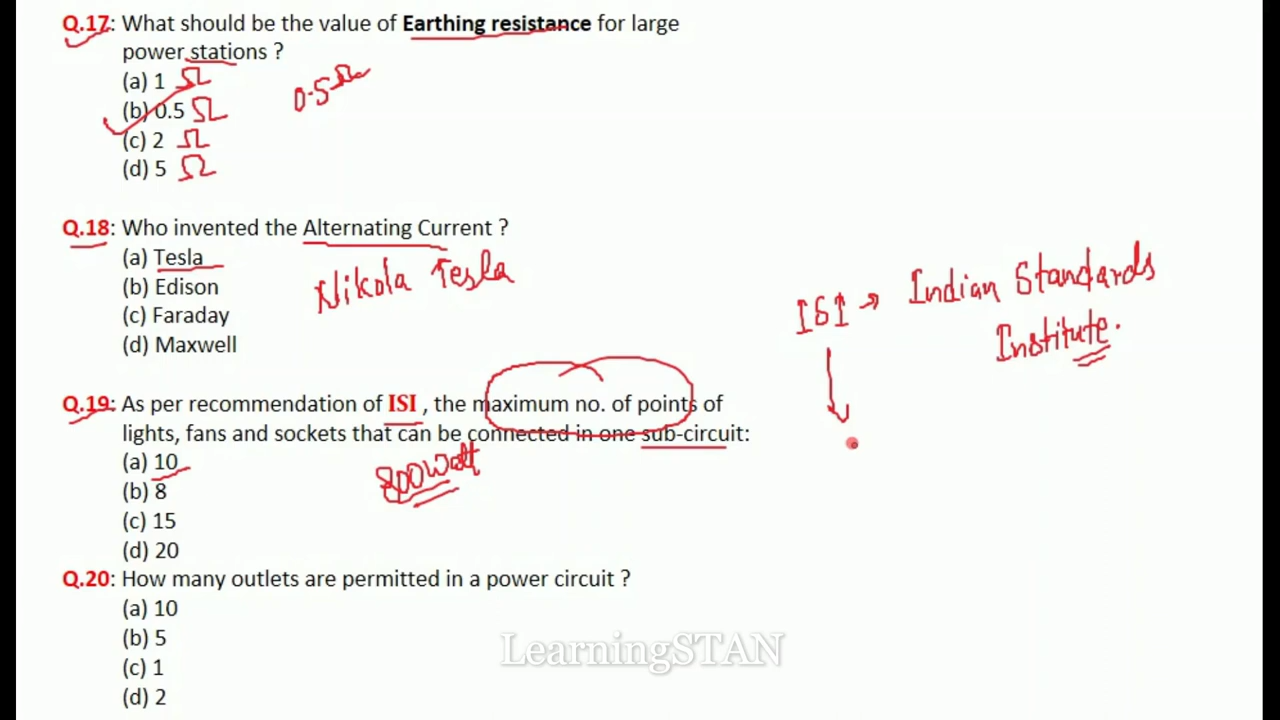 Q.17: What should be the value of Earthing resistance for large
power stations ?
(a) 1 Ω
(b) 0.5 Ω
0.5Ω
(c) 2 Ω
(d) 5 Ω
Q.18: Who invented the Alternating Current ?
(a) Tesla
(b) Edison
(c) Faraday
(d) Maxwell
Nikola Tesla
ISI → Indian Standards
Institute.
Q.19: As per recommendation of ISI , the maximum no. of points of
lights, fans and sockets that can be connected in one sub-circuit:
(a) 10
(b) 8
(c) 15
(d) 20
800 Watt
Q.20: How many outlets are permitted in a power circuit ?
(a) 10
(b) 5
(c) 1
(d) 2
LearningSTAN